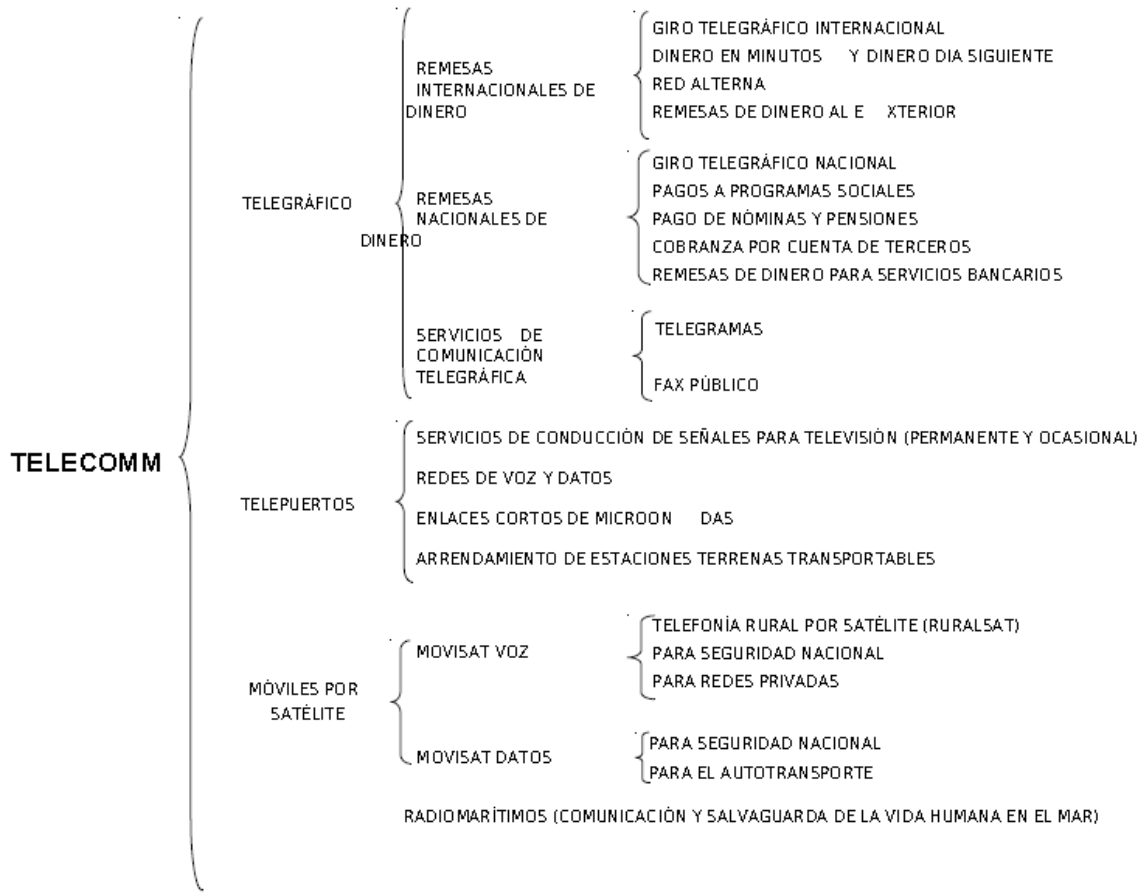 TELECOMM
TELEGRÁFICO
REMESAS
INTERNACIONALES DE
DINERO
GIRO TELEGRÁFICO INTERNACIONAL
DINERO EN MINUTOS Y DINERO DIA SIGUIENTE
RED ALTERNA
REMESAS DE DINERO AL E XTERIOR
REMESAS
NACIONALES DE
DINERO
GIRO TELEGRÁFICO NACIONAL
PAGOS A PROGRAMAS SOCIALES
PAGO DE NÓMINAS Y PENSIONES
COBRANZA POR CUENTA DE TERCEROS
REMESAS DE DINERO PARA SERVICIOS BANCARIOS
SERVICIOS DE
COMUNICACIÓN
TELEGRÁFICA
TELEGRAMAS
FAX PÚBLICO
TELEPUERTOS
SERVICIOS DE CONDUCCIÓN DE SEÑALES PARA TELEVISIÓN (PERMANENTE Y OCASIONAL)
REDES DE VOZ Y DATOS
ENLACES CORTOS DE MICROON DAS
ARRENDAMIENTO DE ESTACIONES TERRENAS TRANSPORTABLES
MÓVILES POR
SATÉLITE
MOVISAT VOZ
TELEFONÍA RURAL POR SATÉLITE (RURALSAT)
PARA SEGURIDAD NACIONAL
PARA REDES PRIVADAS
MOVISAT DATOS
PARA SEGURIDAD NACIONAL
PARA EL AUTOTRANSPORTE
RADIOMARÍTIMOS (COMUNICACIÓN Y SALVAGUARDA DE LA VIDA HUMANA EN EL MAR)